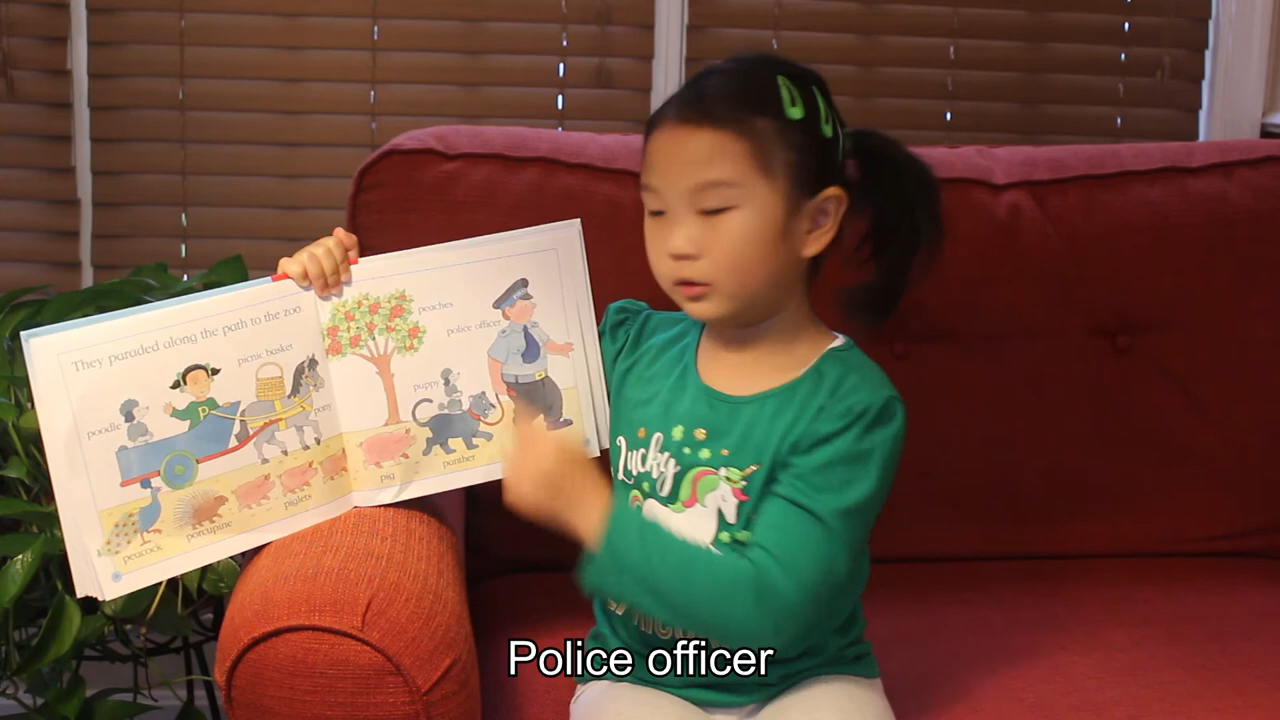 They paraded along the path to the zoo.
picnic basket
poodle
pony
peacock
porcupine
piglets
peaches
police officer
puppy
pig
panther
P
Lucky
Police officer